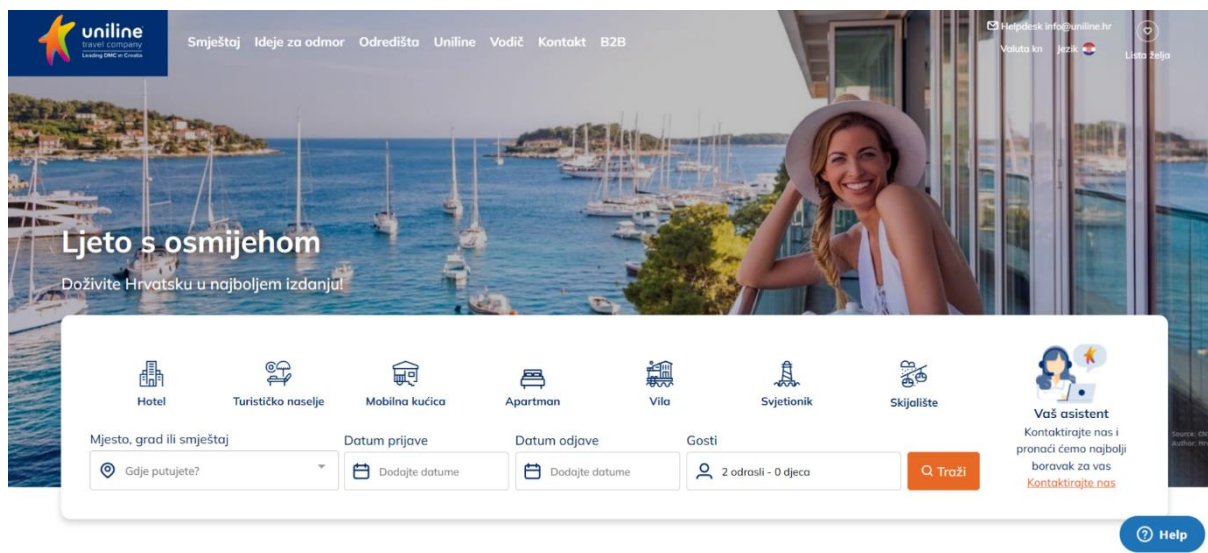 uniline
travel company
Leading DMC in Croatia
Smještaj Ideje za odmor Odredišta Uniline Vodič Kontakt B2B
Helpdesk info@uniline.hr
Valuta kn Jezik
Lista želja
Ljeto s osmijehom
Doživite Hrvatsku u najboljem izdanju!
Hotel
Turističko naselje
Mobilna kućica
Apartman
Vila
Svjetionik
Skijalište
Mjesto, grad ili smještaj
Gdje putujete?
Datum prijave
Dodajte datume
Datum odjave
Dodajte datume
Gosti
2 odrasli - 0 djeca
Traži
Vaš asistent
Kontaktirajte nas i
pronaći ćemo najbolji
boravak za vas
Kontaktirajte nas
Source:
Author:
Help